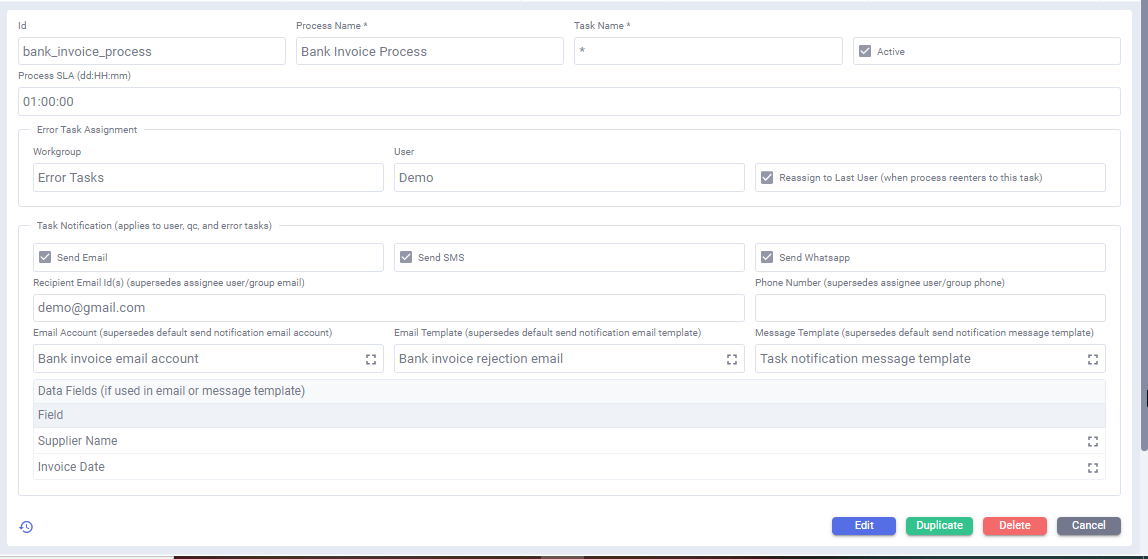 Id Process Name * Task Name *
bank_invoice_process Bank Invoice Process * Active
Process SLA (dd:HH:mm)
01:00:00
Error Task Assignment
Workgroup User
Error Tasks Demo Reassign to Last User (when process reenters to this task)
Task Notification (applies to user, qc, and error tasks)
Send Email Send SMS Send Whatsapp
Recipient Email Id(s) (supersedes assignee user/group email) Phone Number (supersedes assignee user/group phone)
demo@gmail.com
Email Account (supersedes default send notification email account) Email Template (supersedes default send notification email template) Message Template (supersedes default send notification message template)
Bank invoice email account Bank invoice rejection email Task notification message template
Data Fields (if used in email or message template)
Field
Supplier Name
Invoice Date
Edit Duplicate Delete Cancel